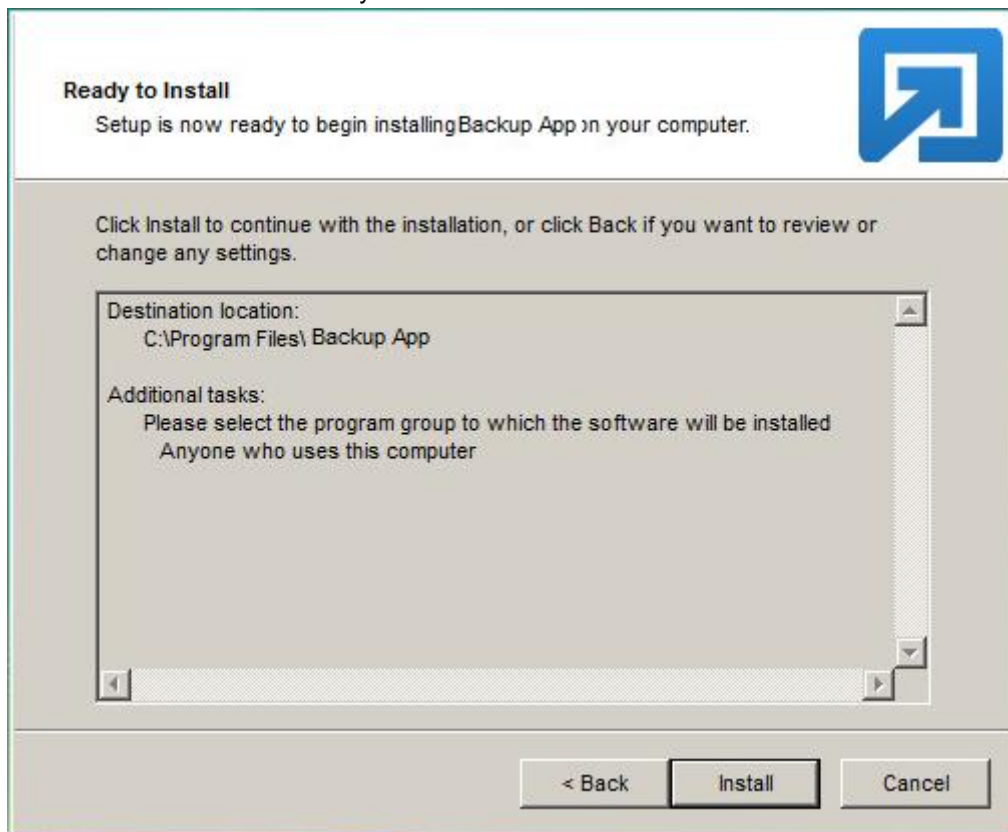 Ready to Install
Setup is now ready to begin installing Backup App on your computer.
Click Install to continue with the installation, or click Back if you want to review or
change any settings.
Destination location:
C:\Program Files\ Backup App
Additional tasks:
Please select the program group to which the software will be installed
Anyone who uses this computer
< Back
Install
Cancel